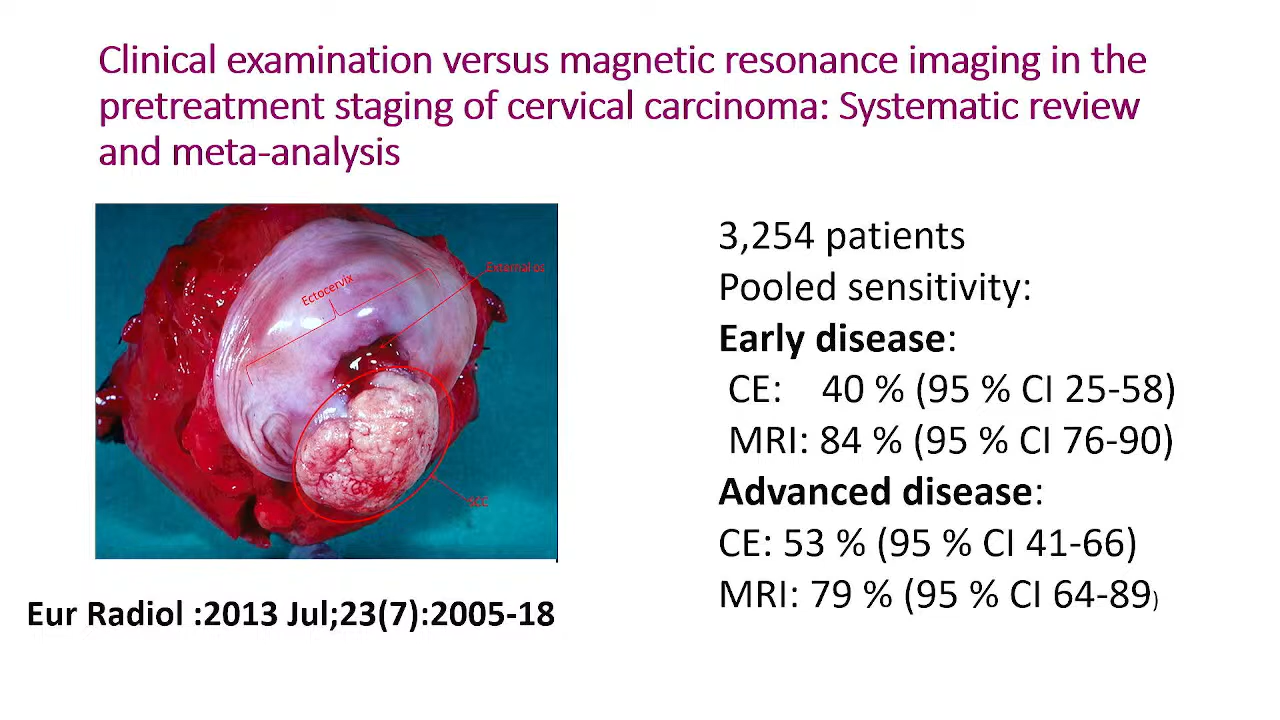 Clinical examination versus magnetic resonance imaging in the
pretreatment staging of cervical carcinoma: Systematic review
and meta-analysis
External os
Ectocervix
SCC
Eur Radiol :2013 Jul;23(7):2005-18
3,254 patients
Pooled sensitivity:
Early disease:
CE: 40 % (95 % CI 25-58)
MRI: 84 % (95 % CI 76-90)
Advanced disease:
CE: 53 % (95 % CI 41-66)
MRI: 79 % (95 % CI 64-89)